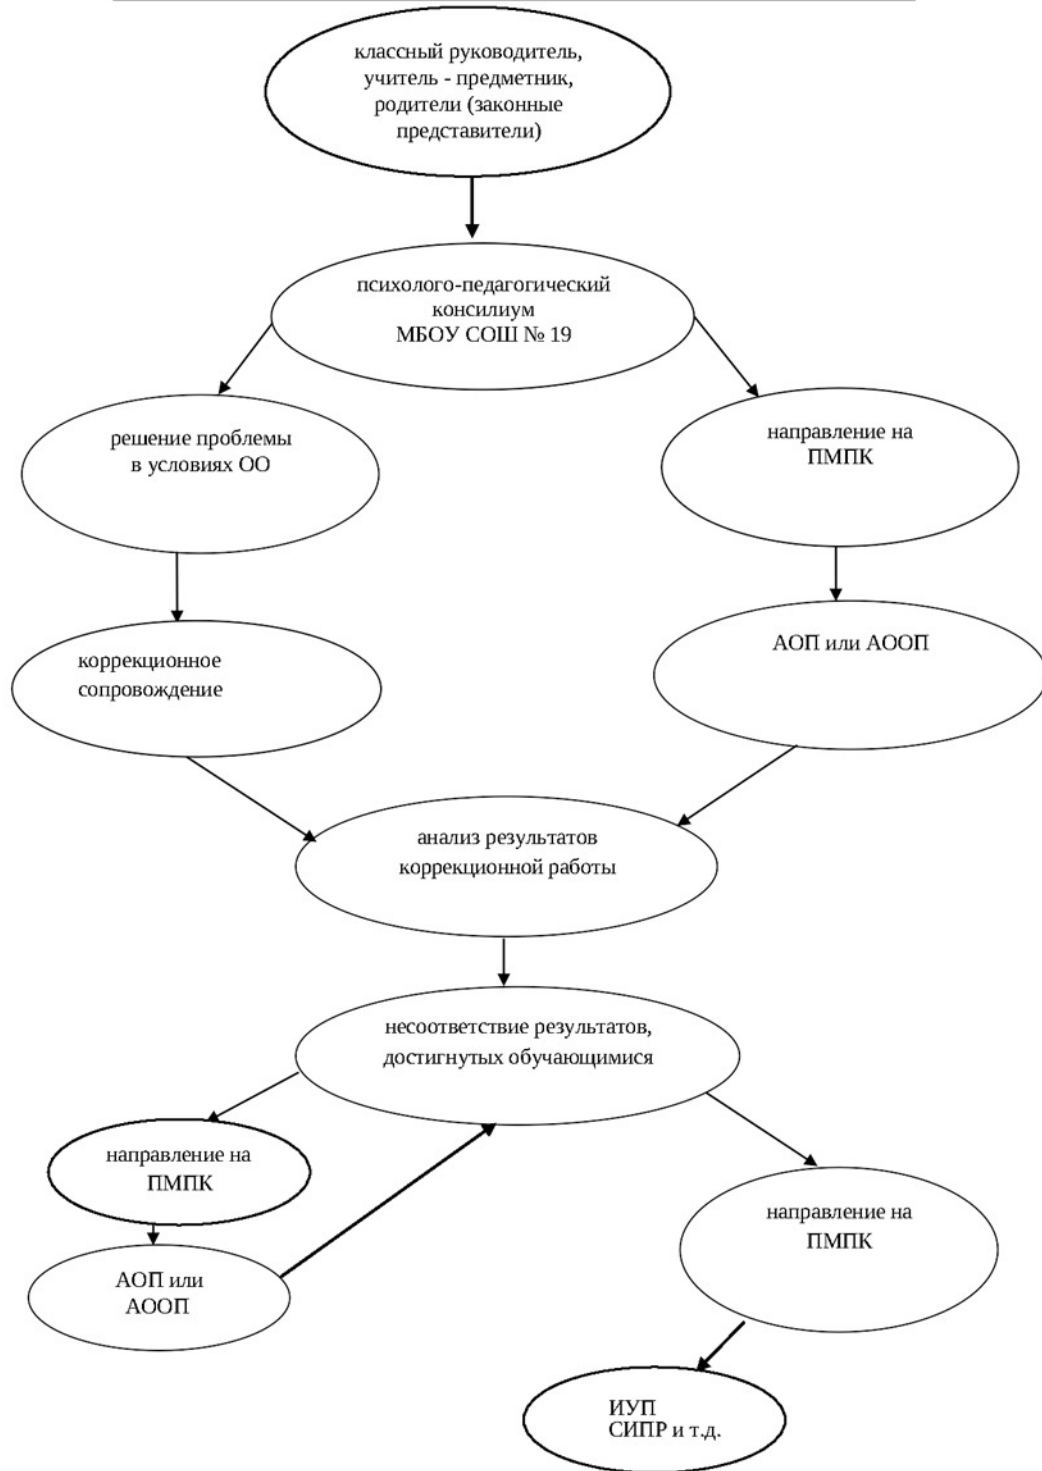 классный руководитель,
учитель - предметник,
родители (законные
представители)
психолого-педагогический
консилиум
МБОУ СОШ № 19
решение проблемы
в условиях ОО
направление на
ПМПК
коррекционное
сопровождение
АОП или АООП
анализ результатов
коррекционной работы
несоответствие результатов,
достигнутых обучающимися
направление на
ПМПК
направление на
ПМПК
АОП или
АООП
ИУП
СИПР и т.д.